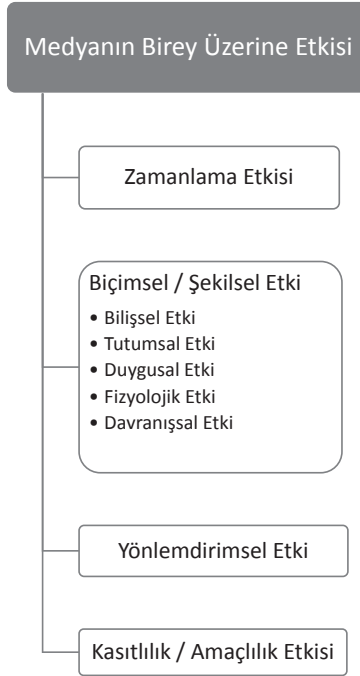 Medyanın Birey Üzerine Etkisi
Zamanlama Etkisi
Biçimsel / Şekilsel Etki
• Bilişsel Etki
• Tutumsal Etki
• Duygusal Etki
• Fizyolojik Etki
• Davranışsal Etki
Yönlemdirimsel Etki
Kasıtlılık / Amaçlılık Etkisi